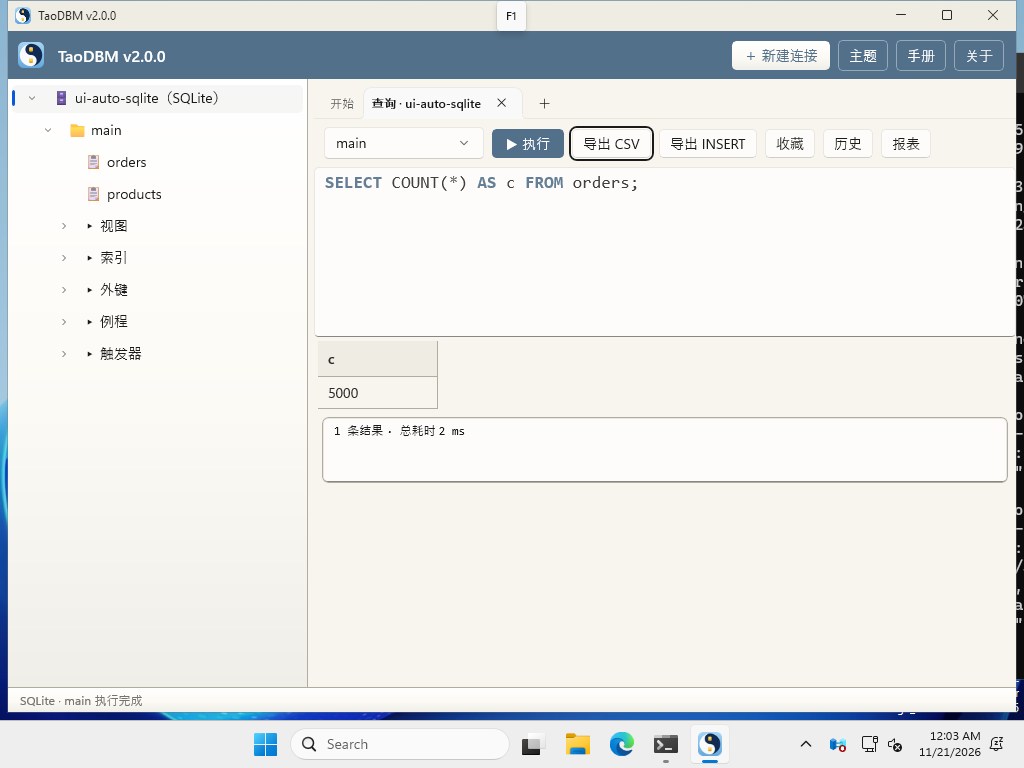 TaoDBM v2.0.0
F1
TaoDBM v2.0.0
+ 新建连接 主题 手册 关于
ui-auto-sqlite（SQLite）
main
orders
products
视图
索引
外键
例程
触发器
开始 查询 · ui-auto-sqlite
main 执行 导出 CSV 导出 INSERT 收藏 历史 报表
SELECT COUNT(*) AS c FROM orders;
c
5000
1 条结果 · 总耗时 2 ms
SQLite · main 执行完成
Search
12:03 AM
11/21/2026